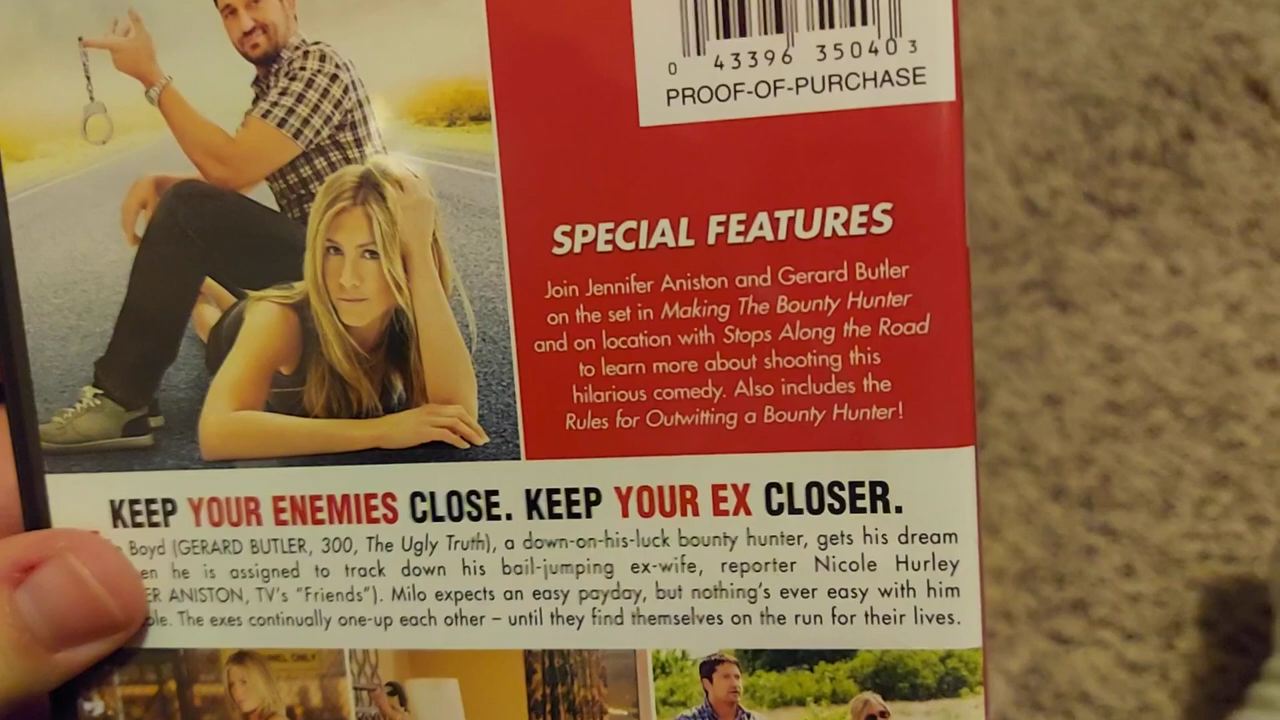 0 43396 35040 3
PROOF-OF-PURCHASE
SPECIAL FEATURES
Join Jennifer Aniston and Gerard Butler
on the set in Making The Bounty Hunter
and on location with Stops Along the Road
to learn more about shooting this
hilarious comedy. Also includes the
Rules for Outwitting a Bounty Hunter!
KEEP YOUR ENEMIES CLOSE. KEEP YOUR EX CLOSER.
Boyd (GERARD BUTLER, 300, The Ugly Truth), a down-on-his-luck bounty hunter, gets his dream
he is assigned to track down his bail-jumping ex-wife, reporter Nicole Hurley
ANISTON, TV's "Friends"). Milo expects an easy payday, but nothing's ever easy with him
The exes continually one-up each other – until they find themselves on the run for their lives.